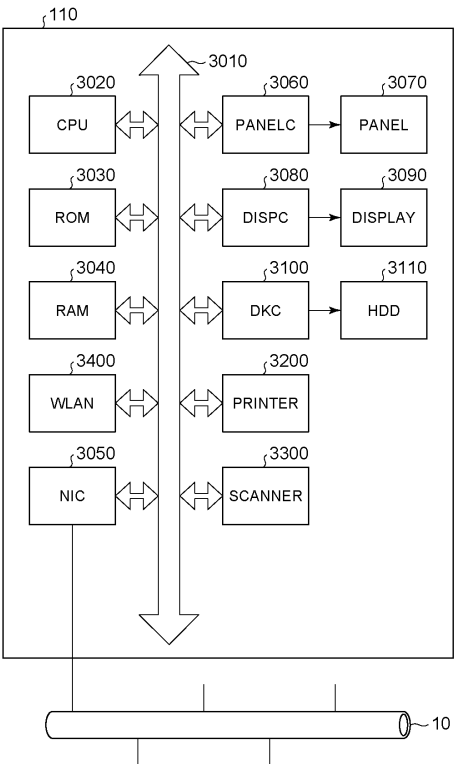 110
3010
3020
3060
3070
CPU
PANELC
PANEL
3030
3080
3090
ROM
DISPC
DISPLAY
3040
3100
3110
RAM
DKC
HDD
3400
3200
WLAN
PRINTER
3050
3300
NIC
SCANNER
10